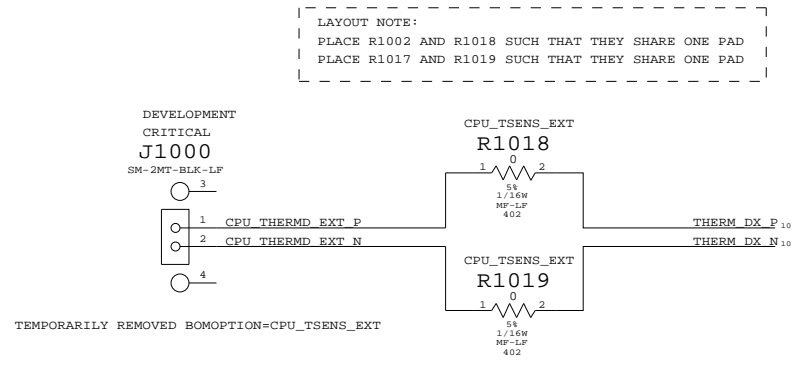 LAYOUT NOTE:
PLACE R1002 AND R1018 SUCH THAT THEY SHARE ONE PAD
PLACE R1017 AND R1019 SUCH THAT THEY SHARE ONE PAD
DEVELOPMENT
CRITICAL
J1000
SM-2MT-BLK-LF
3
1 CPU_THERMD_EXT_P
2 CPU_THERMD_EXT_N
4
CPU_TSENS_EXT
R1018
0
1 2
5%
1/16W
MF-LF
402
THERM_DX_P 10
THERM_DX_N 10
CPU_TSENS_EXT
R1019
0
1 2
5%
1/16W
MF-LF
402
TEMPORARILY REMOVED BOMOPTION=CPU_TSENS_EXT